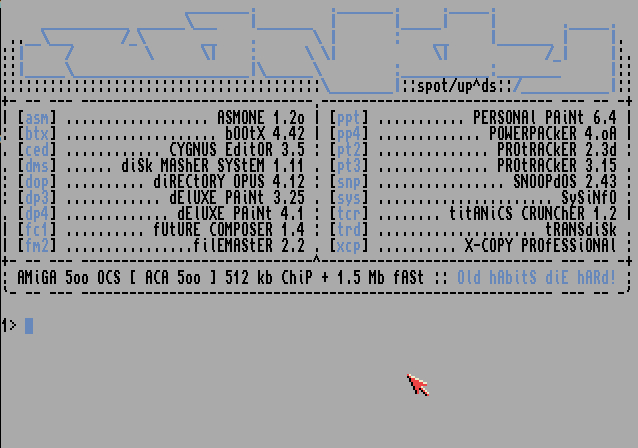 ::spot/up^ds::
[asm] ................ ASMONE 1.2o
[ppt] .......... PERSONAl PAiNt 6.4
[btx] ................. bOOtX 4.42
[pp4] ............ POWERPACkER 4.oA
[ced] ........... CYGNUS EditOR 3.5
[pt2] ............. PROtRACkER 2.3d
[dms] ...... diSk MAShER SYStEM 1.11
[pt3] ............. PROtRACkER 3.15
[dop] .......... diRECtORY OPUS 4.12
[snp] ............... SNOOPdOS 2.43
[dp3] ............ dElUXE PAiNt 3.25
[sys] ..................... SySiNfO
[dp4] ............. dElUXE PAiNt 4.1
[tcr] ....... titANiCS CRUNChER 1.2
[fc1] .......... fUtURE COMPOSER 1.4
[trd] ................... tRANSdiSk
[fm2] ............... filEMAStER 2.2
[xcp] ......... X-COPY PROfESSiONAl
AMiGA 5oo OCS [ ACA 5oo ] 512 kb ChiP + 1.5 Mb fASt :: Old hAbitS diE hARd!
1>